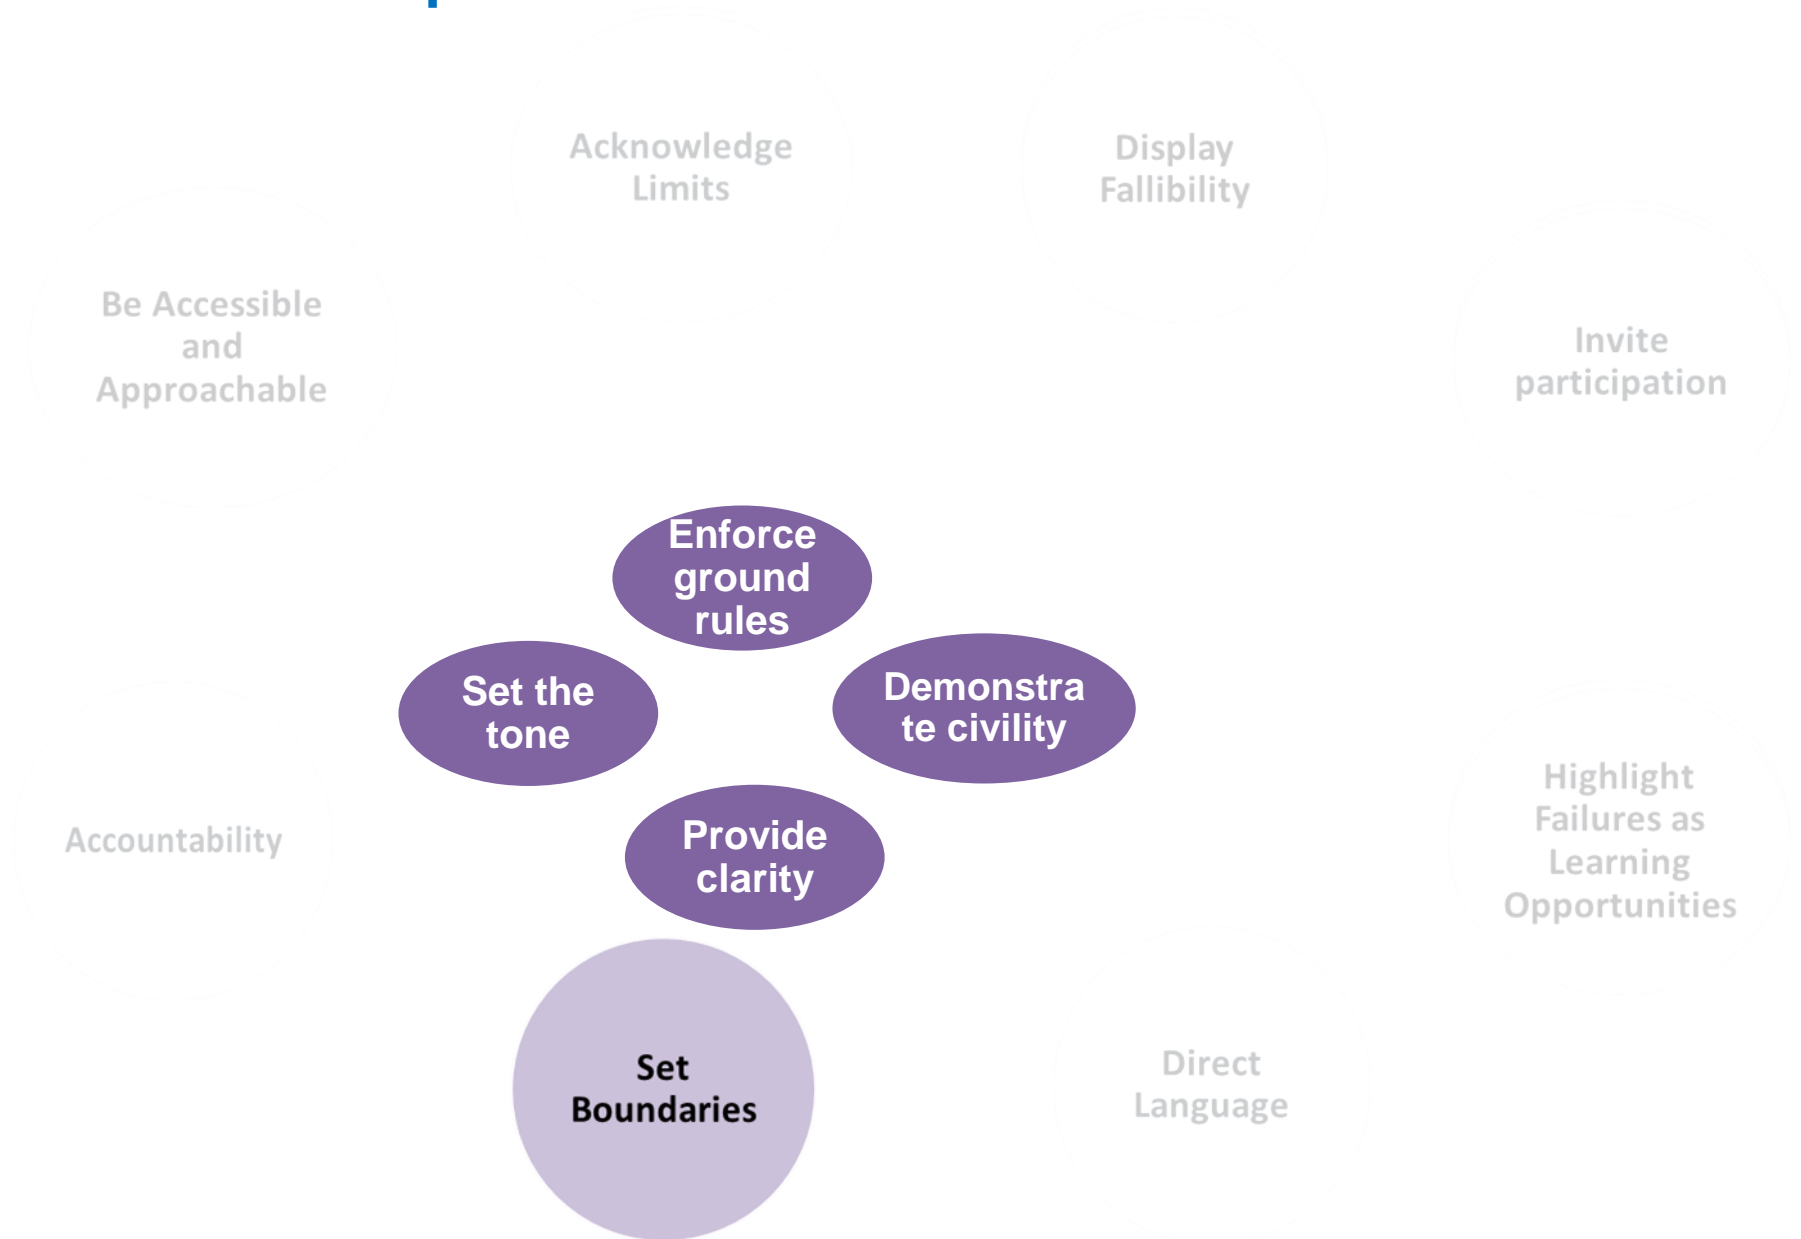 Acknowledge
Limits
Display
Fallibility
Be Accessible
and
Approachable
Invite
participation
Enforce
ground
rules
Set the
tone
Demonstra
te civility
Provide
clarity
Accountability
Highlight
Failures as
Learning
Opportunities
Set
Boundaries
Direct
Language